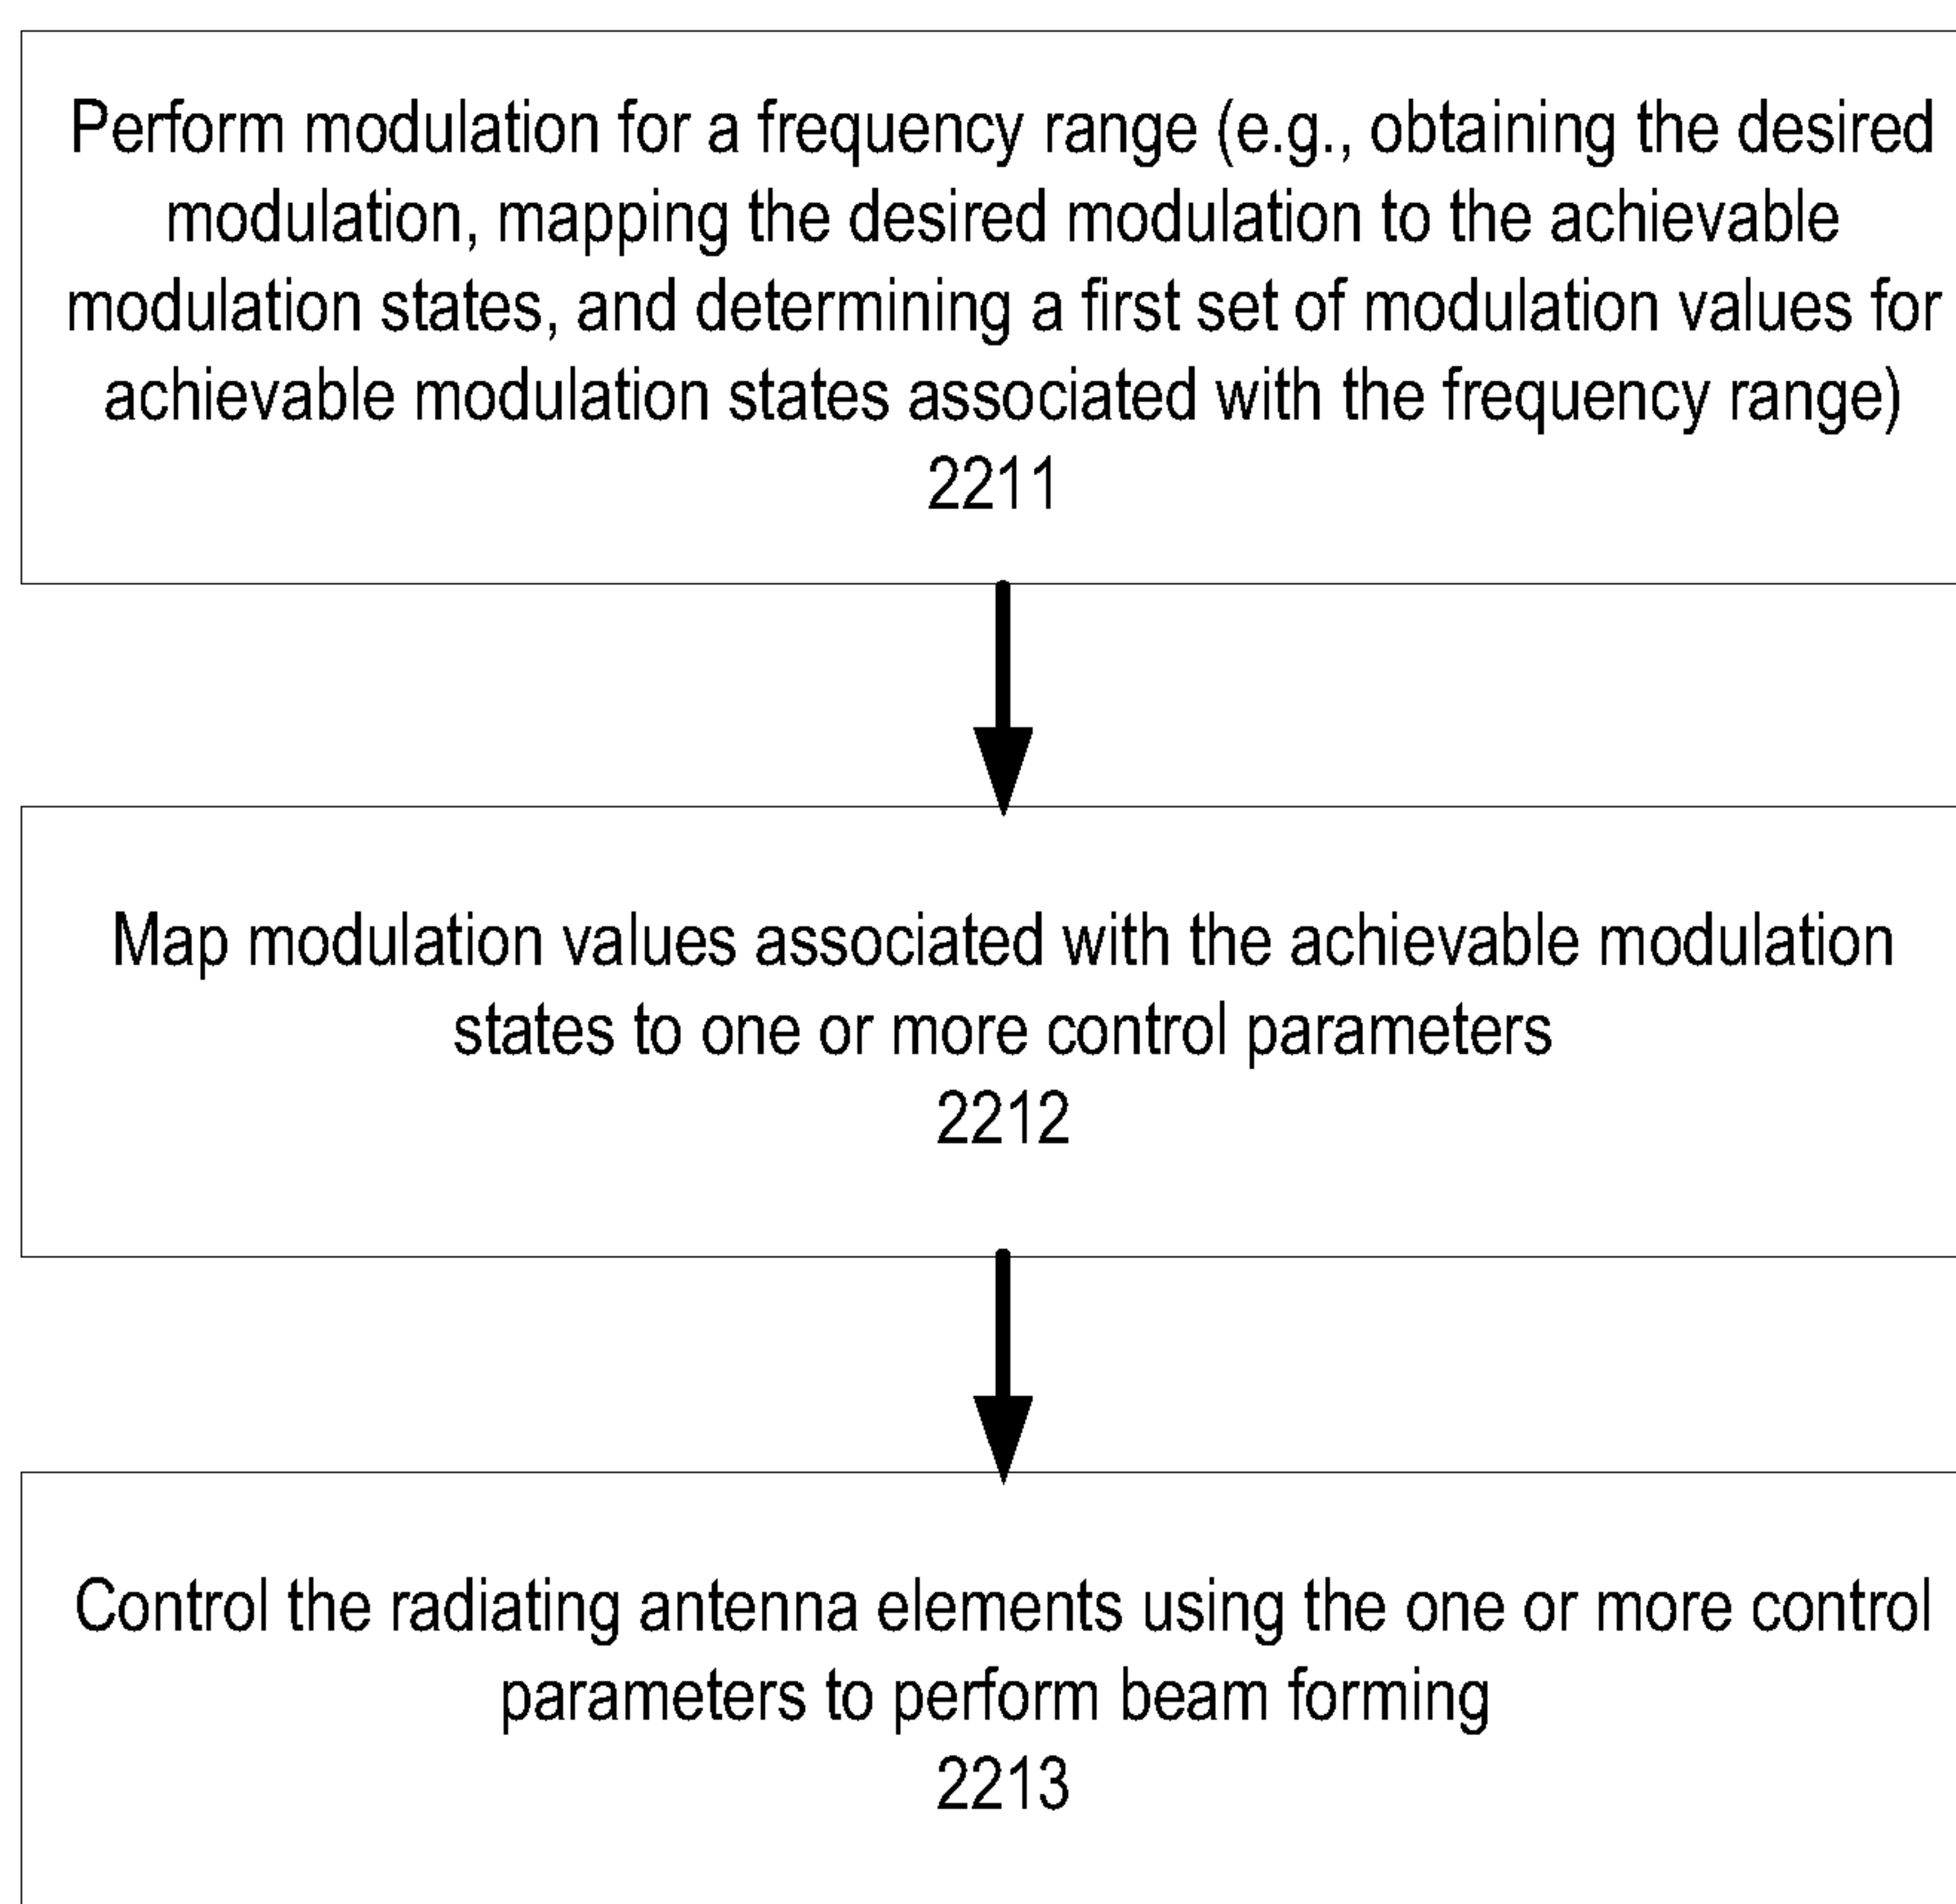 Perform modulation for a frequency range (e.g., obtaining the desired
modulation, mapping the desired modulation to the achievable
modulation states, and determining a first set of modulation values for
achievable modulation states associated with the frequency range)
2211
Map modulation values associated with the achievable modulation
states to one or more control parameters
2212
Control the radiating antenna elements using the one or more control
parameters to perform beam forming
2213